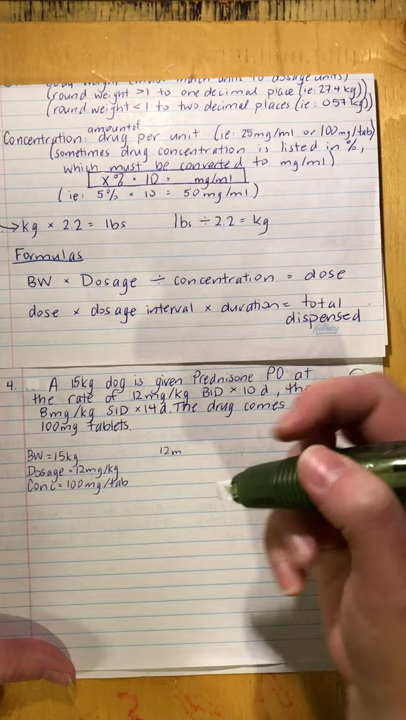 (round weight >1 to one decimal place (ie: 27.4 kg)
(round weight <1 to two decimal places (ie: 0.57 kg))
amount of
Concentration: drug per unit (ie: 25mg/ml or 100mg/tab)
(sometimes drug concentration is listed in %,
which must be converted to mg/ml)
X% × 10 = mg/ml
(ie: 5% × 10 = 50mg/ml)
→kg × 2.2 = lbs lbs ÷ 2.2 = kg
Formulas
BW × Dosage ÷ concentration = dose
dose × dosage interval × duration = total
dispensed
4. A 15kg dog is given Prednisone PO at
the rate of 12mg/kg BID × 10 d, the
8mg/kg SID × 14 d. The drug comes
100mg tablets.
BW = 15kg 12m
Dosage = 12mg/kg
Conc = 100mg/tab